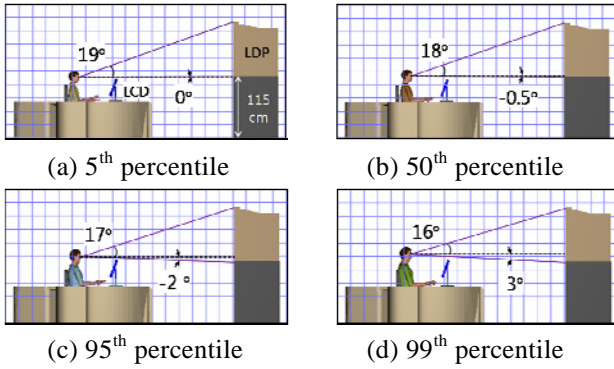 19°
LDP
LCD
0°
115
cm
(a) 5th percentile
18°
-0.5°
(b) 50th percentile
17°
-2 °
(c) 95th percentile
16°
3°
(d) 99th percentile